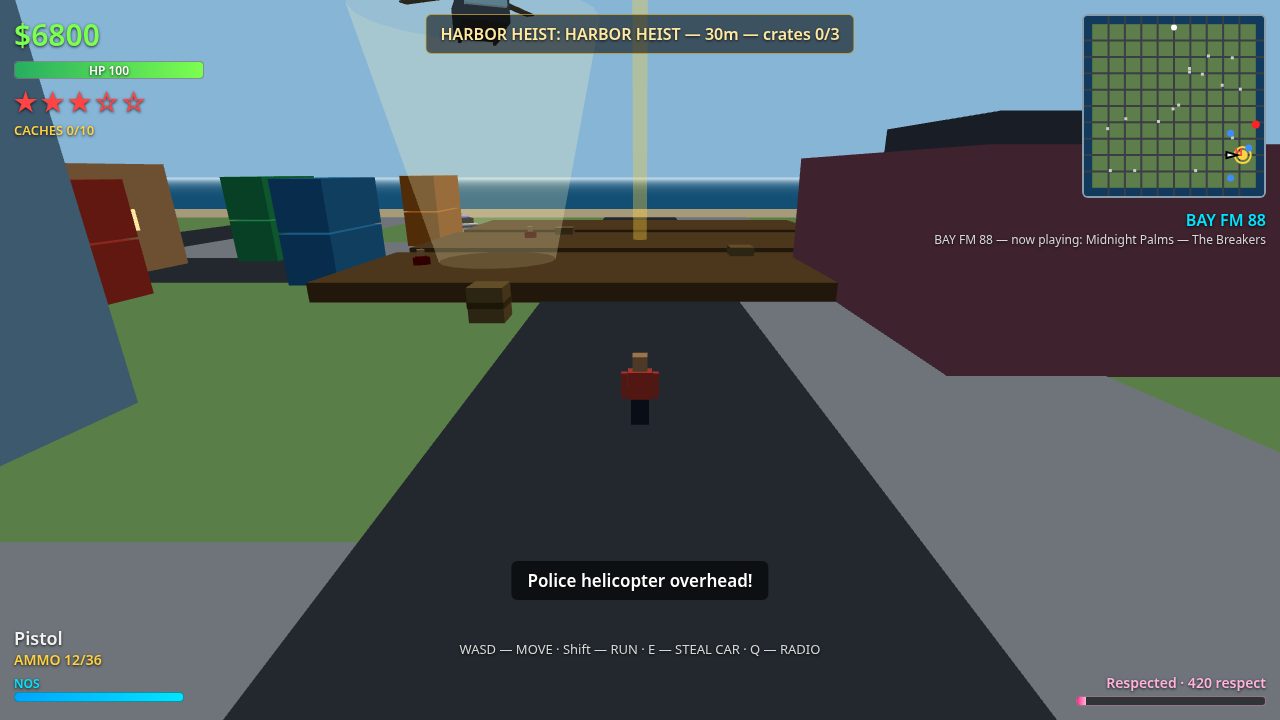 $6800
HP 100
CACHES 0/10
HARBOR HEIST: HARBOR HEIST — 30m — crates 0/3
BAY FM 88
BAY FM 88 — now playing: Midnight Palms — The Breakers
Police helicopter overhead!
WASD — MOVE · Shift — RUN · E — STEAL CAR · Q — RADIO
Pistol
AMMO 12/36
NOS
Respected · 420 respect